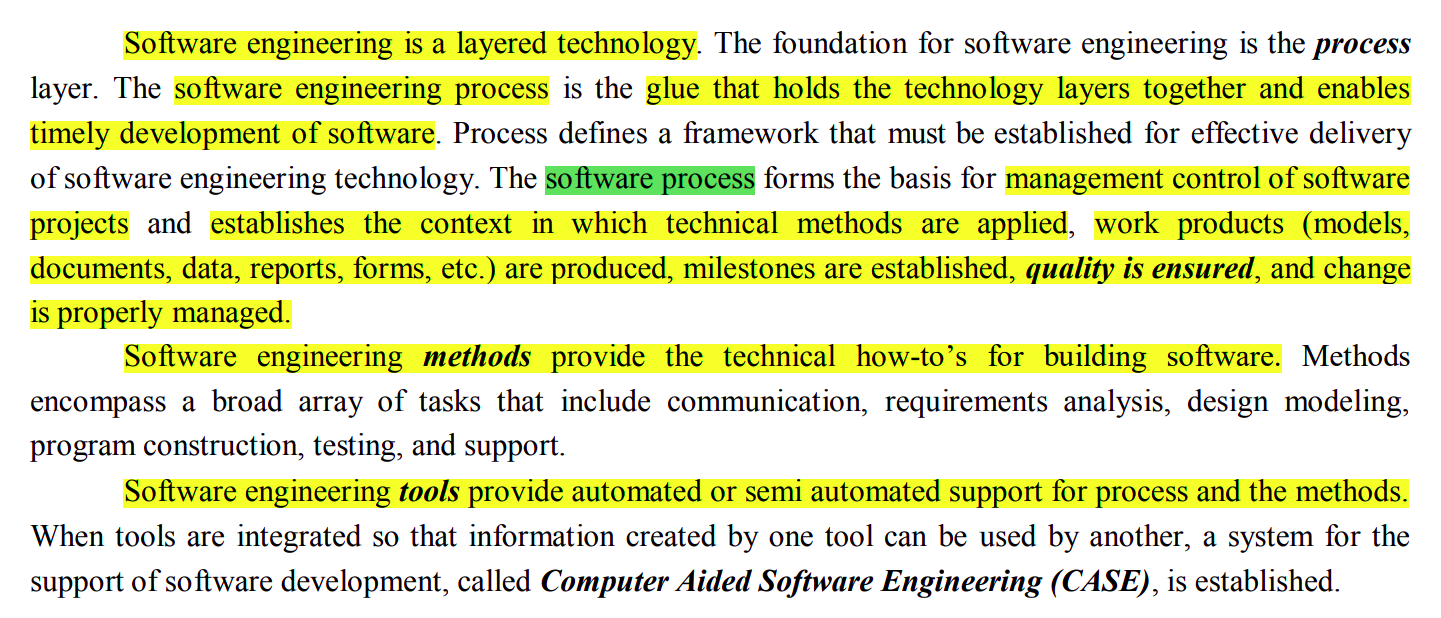 Software engineering is a layered technology. The foundation for software engineering is the process
layer. The software engineering process is the glue that holds the technology layers together and enables
timely development of software. Process defines a framework that must be established for effective delivery
of software engineering technology. The software process forms the basis for management control of software
projects and establishes the context in which technical methods are applied, work products (models,
documents, data, reports, forms, etc.) are produced, milestones are established, quality is ensured, and change
is properly managed.
Software engineering methods provide the technical how-to’s for building software. Methods
encompass a broad array of tasks that include communication, requirements analysis, design modeling,
program construction, testing, and support.
Software engineering tools provide automated or semi automated support for process and the methods.
When tools are integrated so that information created by one tool can be used by another, a system for the
support of software development, called Computer Aided Software Engineering (CASE), is established.